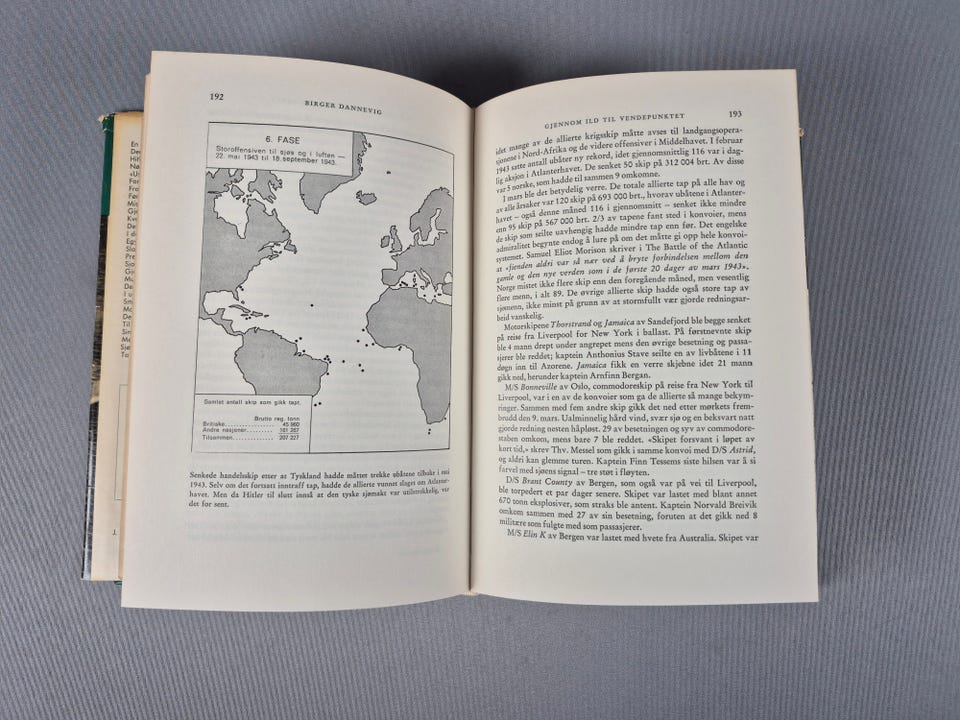 192
BIRGER DANNEVIG
6. FASE
Storoffensiven til sjøs og i luften —
22. mai 1943 til 18. september 1943.
Samlet antall skip som gikk tapt.
Brutto reg. tonn
Britiske
Andre nasjoner
Tilsammen 207 227
Senkede handelsskip etter at Tyskland hadde måttet trekke ubåtene tilbake i mai
1943. Selv om det fortsatt inntraff tap, hadde de allierte vunnet slaget om Atlanter-
havet. Men da Hitler til slutt innså at den tyske sjømakt var utilstrekkelig, var
det for sent.
GJENNOM ILD TIL VENDEPUNKTET
193
idet mange av de allierte krigsskip måtte avses til landgangsopera-
sjonene i Nord-Afrika og de videre offensiver i Middelhavet. I februar
1943 satte antall ubåter ny rekord, idet gjennomsnittlig 116 var i dag-
lig aksjon i Atlanterhavet. De senket 50 skip på 312 004 brt. Av disse
var 5 norske, som hadde til sammen 9 omkomne.
I mars ble det betydelig verre. De totale allierte tap på alle hav og
av alle årsaker var 120 skip på 693 000 brt., hvorav ubåtene i Atlanter-
havet – også denne måned 116 i gjennomsnitt – senket ikke mindre
enn 95 skip på 567 000 brt. 2/3 av tapene fant sted i konvoier, mens
de skip som seilte uavhengig hadde mindre tap enn før. Det engelske
admiralitet begynte endog å lure på om det måtte gi opp hele konvoi-
systemet. Samuel Eliot Morison skriver i The Battle of the Atlantic
at «fienden aldri var så nær ved å bryte forbindelsen mellom den
gamle og den nye verden som i de første 20 dager av mars 1943».
Norge mistet ikke flere skip enn den foregående måned, men vesentlig
flere menn, i alt 89. De øvrige allierte skip hadde også store tap av
sjømenn, ikke minst på grunn av at stormfullt vær gjorde redningsar-
beid vanskelig.
Motorskipene Thorstrand og Jamaica av Sandefjord ble begge senket
på reise fra Liverpool for New York i ballast. På førstnevnte skip
ble 4 mann drept under angrepet mens den øvrige besetning og passa-
sjerer ble reddet; kaptein Anthonius Stave seilte en av livbåtene i 11
døgn inn til Azorene. Jamaica fikk en verre skjebne idet 21 mann
gikk ned, herunder kaptein Arnfinn Bergan.
M/S Bonneville av Oslo, commodoreskip på reise fra New York til
Liverpool, var i en av de konvoier som ga de allierte så mange bekym-
ringer. Sammen med fem andre skip gikk det ned etter mørkets frem-
brudd den 9. mars. Ualminnelig hård vind, svær sjø og en beksvart natt
gjorde redning nesten håpløst. 29 av besetningen og syv av commodore-
staben omkom, mens bare 7 ble reddet. «Skipet forsvant i løpet av
kort tid,» skrev Thv. Messel som gikk i samme konvoi med D/S Astrid,
og aldri kan glemme turen. Kaptein Finn Tessems siste hilsen var å si
farvel med sjøens signal – tre støt i fløyten.
D/S Brant County av Bergen, som også var på vei til Liverpool,
ble torpedert et par dager senere. Skipet var lastet med blant annet
670 tonn eksplosiver, som straks ble antent. Kaptein Norvald Breivik
omkom sammen med 27 av sin besetning, foruten at det gikk ned 8
militære som fulgte med som passasjerer.
M/S Elin K av Bergen var lastet med hvete fra Australia. Skipet var